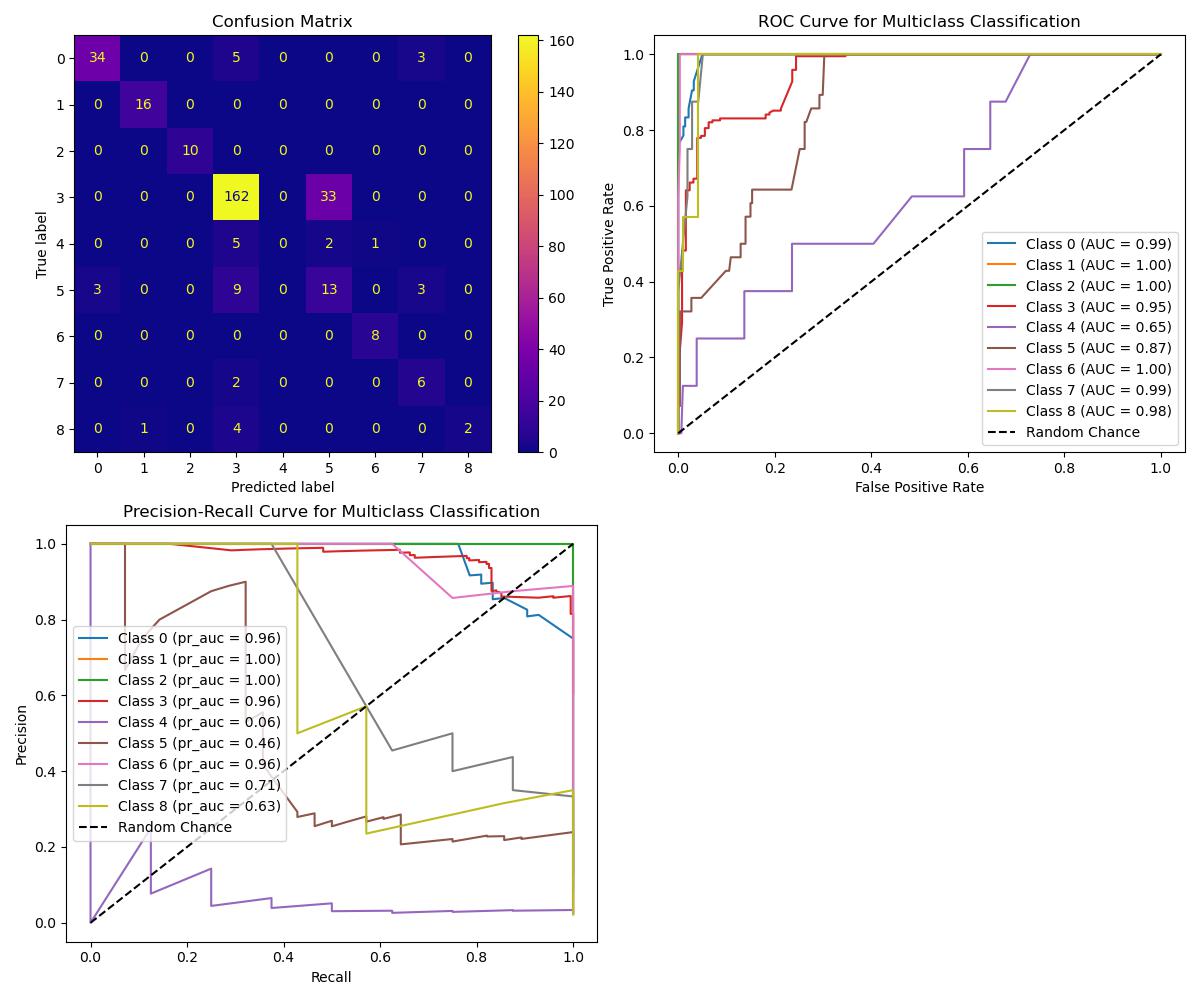 Confusion Matrix
0 34 0 0 5 0 0 0 3 0
1 0 16 0 0 0 0 0 0 0
2 0 0 10 0 0 0 0 0 0
3 0 0 0 162 0 33 0 0 0
4 0 0 0 5 0 2 1 0 0
5 3 0 0 9 0 13 0 3 0
6 0 0 0 0 0 0 8 0 0
7 0 0 0 2 0 0 0 6 0
8 0 1 0 4 0 0 0 0 2
0 1 2 3 4 5 6 7 8
True label
Predicted label
160
140
120
100
80
60
40
20
0
ROC Curve for Multiclass Classification
1.0
0.8
0.6
0.4
0.2
0.0
True Positive Rate
Class 0 (AUC = 0.99)
Class 1 (AUC = 1.00)
Class 2 (AUC = 1.00)
Class 3 (AUC = 0.95)
Class 4 (AUC = 0.65)
Class 5 (AUC = 0.87)
Class 6 (AUC = 1.00)
Class 7 (AUC = 0.99)
Class 8 (AUC = 0.98)
Random Chance
0.0 0.2 0.4 0.6 0.8 1.0
False Positive Rate
Precision-Recall Curve for Multiclass Classification
1.0
0.8
0.6
0.4
0.2
0.0
Precision
Class 0 (pr_auc = 0.96)
Class 1 (pr_auc = 1.00)
Class 2 (pr_auc = 1.00)
Class 3 (pr_auc = 0.96)
Class 4 (pr_auc = 0.06)
Class 5 (pr_auc = 0.46)
Class 6 (pr_auc = 0.96)
Class 7 (pr_auc = 0.71)
Class 8 (pr_auc = 0.63)
Random Chance
0.0 0.2 0.4 0.6 0.8 1.0
Recall